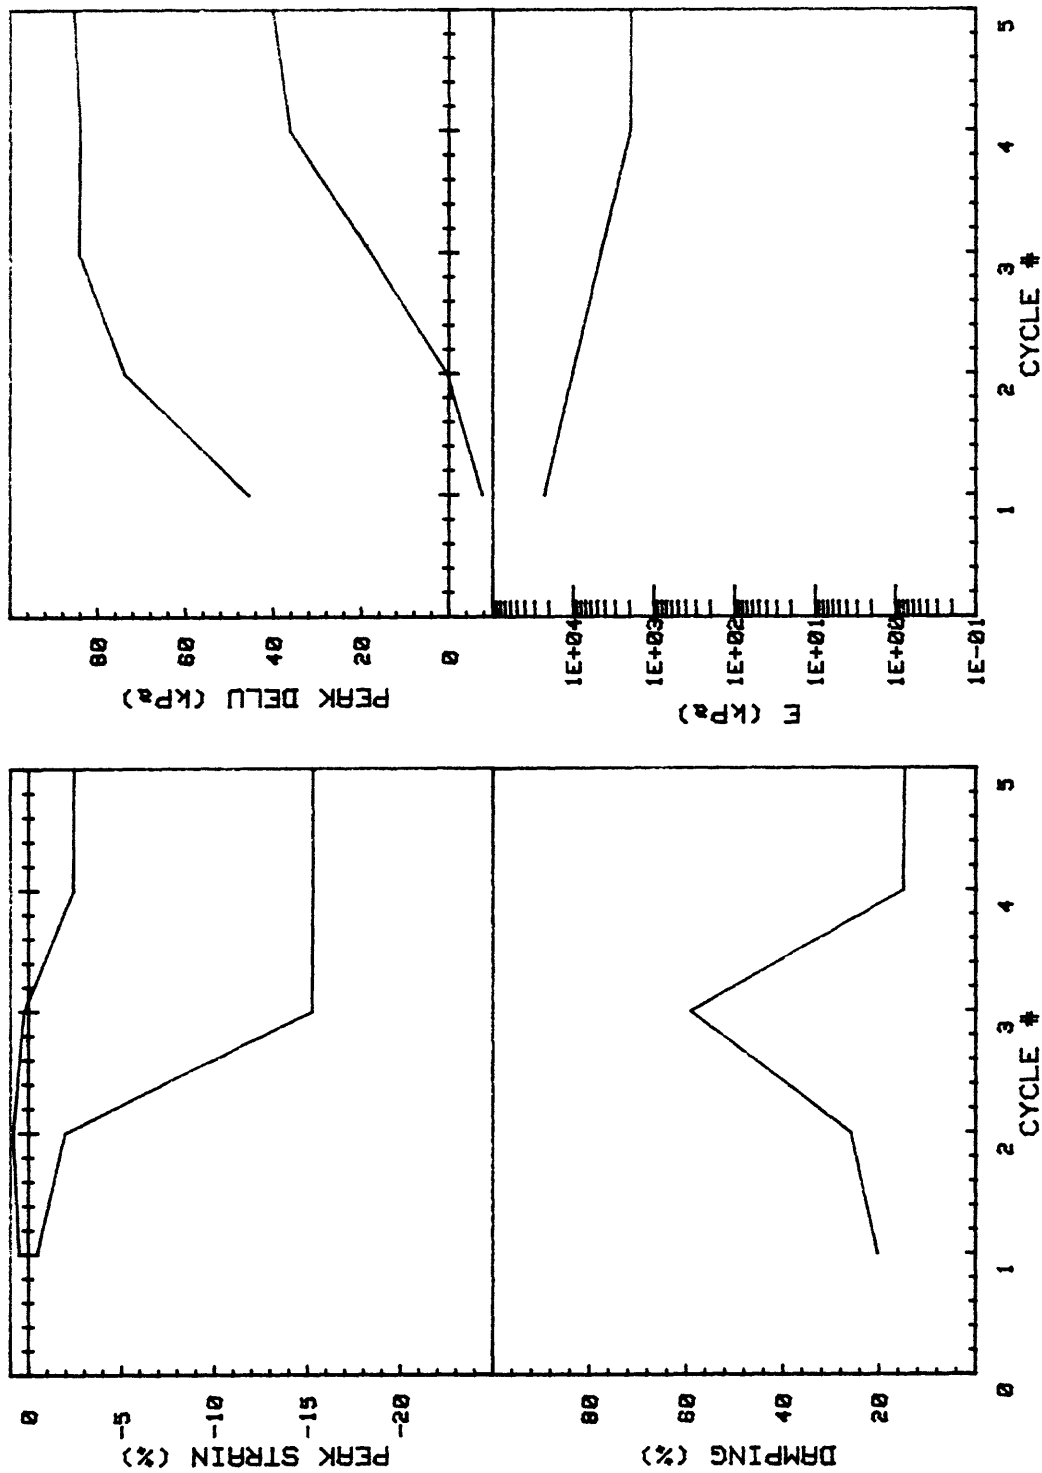 PEAK STRAIN (%)
0
-5
-10
-15
-20
DAMPING (%)
80
60
40
20
0
1
2
3
4
5
CYCLE #
PEAK DELU (kPa)
80
60
40
20
0
E (kPa)
1E+04
1E+03
1E+02
1E+01
1E+00
1E-01
1
2
3
4
5
CYCLE #